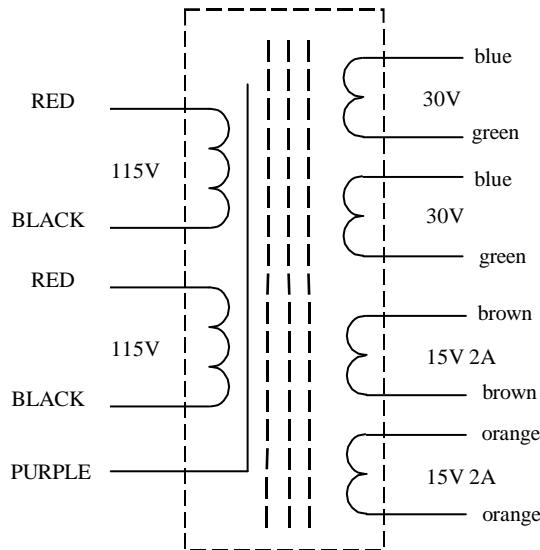 RED
115V
BLACK
RED
115V
BLACK
PURPLE
blue
30V
green
blue
30V
green
brown
15V 2A
brown
orange
15V 2A
orange